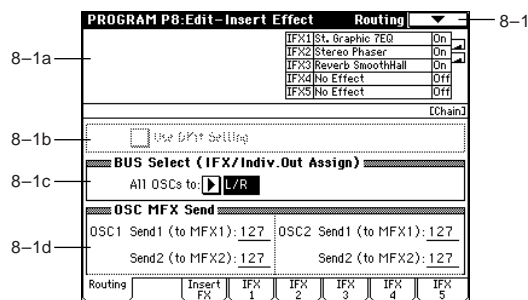 PROGRAM P8:Edit-Insert Effect Routing
8–1
8–1a
IFX1 St. Graphic 7EQ On
IFX2 Stereo Phaser On
IFX3 Reverb SmoothHall On
IFX4 No Effect Off
IFX5 No Effect Off
[Chain]
8–1b
Use DKit Setting
8–1c
BUS Select (IFX/Indiv.Out Assign)
All OSCs to: L/R
8–1d
OSC MFX Send
OSC1 Send1 (to MFX1): 127 OSC2 Send1 (to MFX1): 127
Send2 (to MFX2): 127 Send2 (to MFX2): 127
Routing Insert FX IFX 1 IFX 2 IFX 3 IFX 4 IFX 5